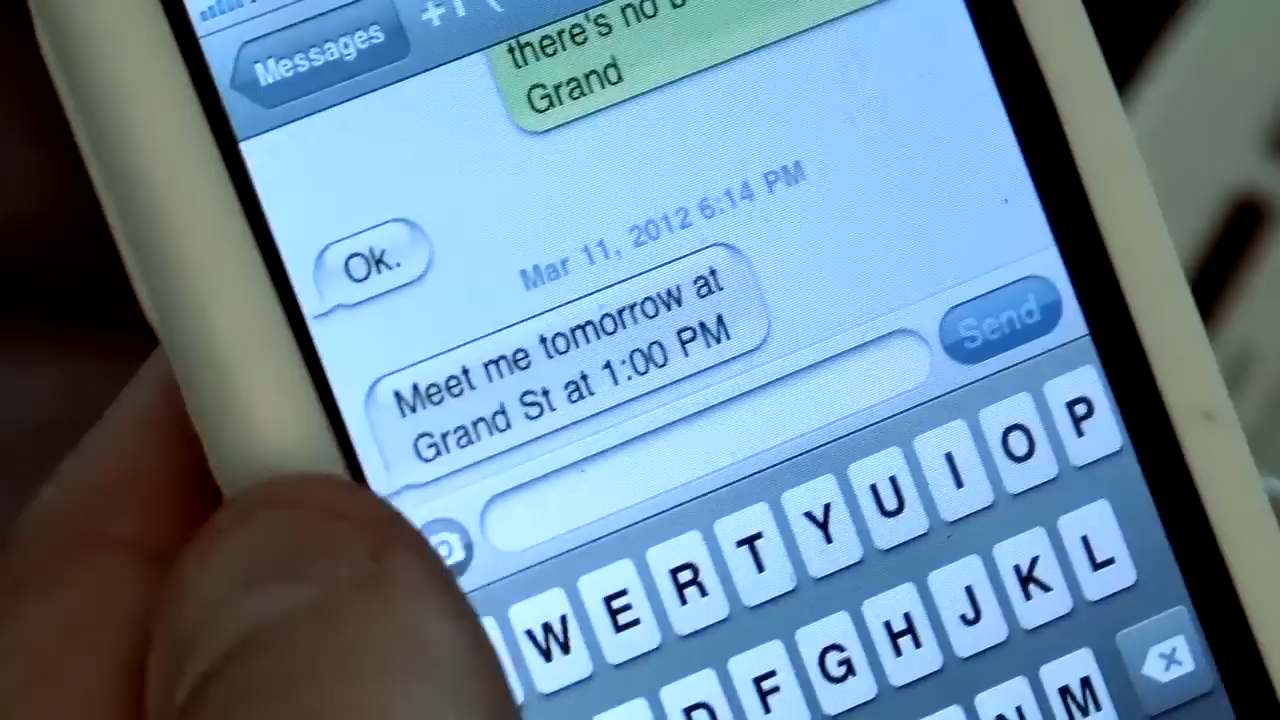 Messages
+1 (
there's no
Grand
Ok.
Mar 11, 2012 6:14 PM
Meet me tomorrow at
Grand St at 1:00 PM
Send
W E R T Y U I O P
D F G H J K L
N M